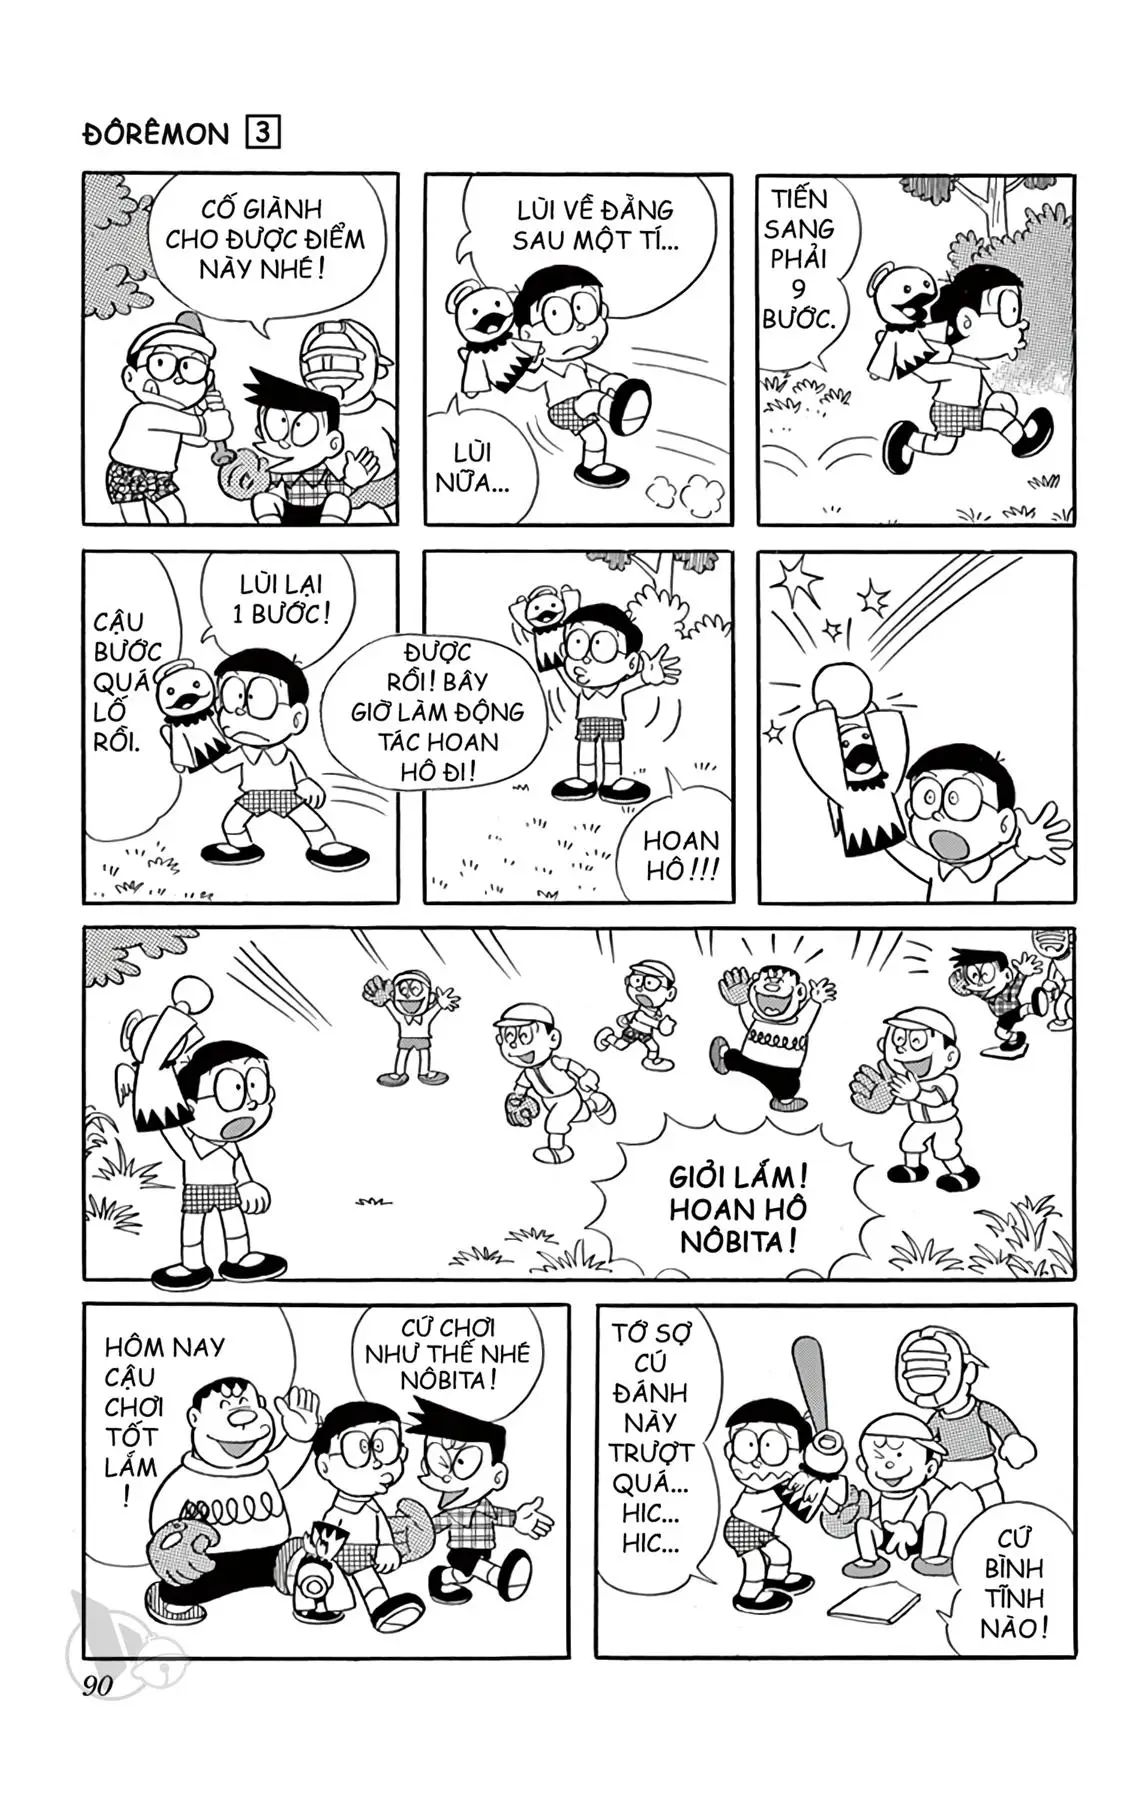 ĐÔRÊMON 3
CỐ GIÀNH
CHO ĐƯỢC ĐIỂM
NÀY NHÉ!
LÙI VỀ ĐẰNG
SAU MỘT TÍ...
LÙI
NỮA...
TIẾN
SANG
PHẢI
9
BƯỚC.
CẬU
BƯỚC
QUÁ
LỐ
RỒI.
LÙI LẠI
1 BƯỚC!
ĐƯỢC
RỒI! BÂY
GIỜ LÀM ĐỘNG
TÁC HOAN
HÔ ĐI!
HOAN
HÔ!!!
GIỎI LẮM!
HOAN HÔ
NÔBITA!
HÔM NAY
CẬU
CHƠI
TỐT
LẮM
!
CỨ CHƠI
NHƯ THẾ NHÉ
NÔBITA!
TỚ SỢ
CÚ
ĐÁNH
NÀY
TRƯỢT
QUÁ...
HIC...
HIC...
CỨ
BÌNH
TĨNH
NÀO!
90